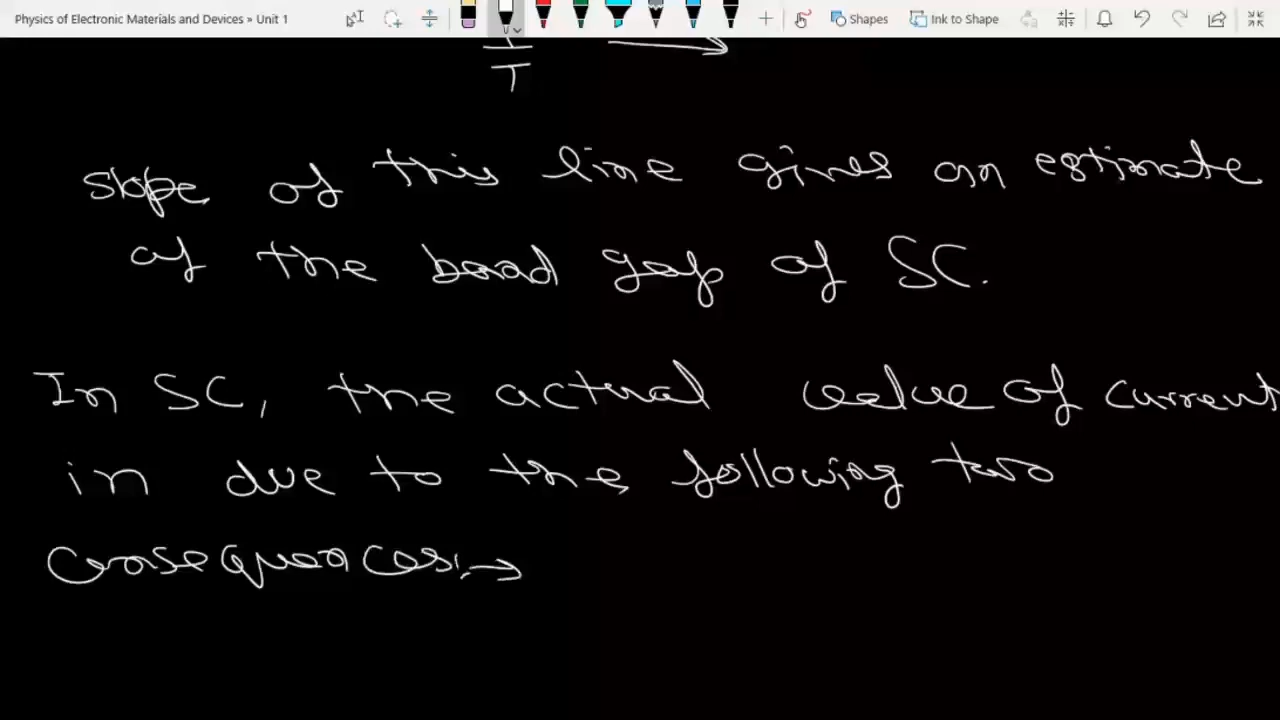 Physics of Electronic Materials and Devices » Unit 1
Shapes
Ink to Shape
T
slope of this line gives an estimate
of the band gap of SC.
In SC, the actual value of current
in due to the following two
consequences:→